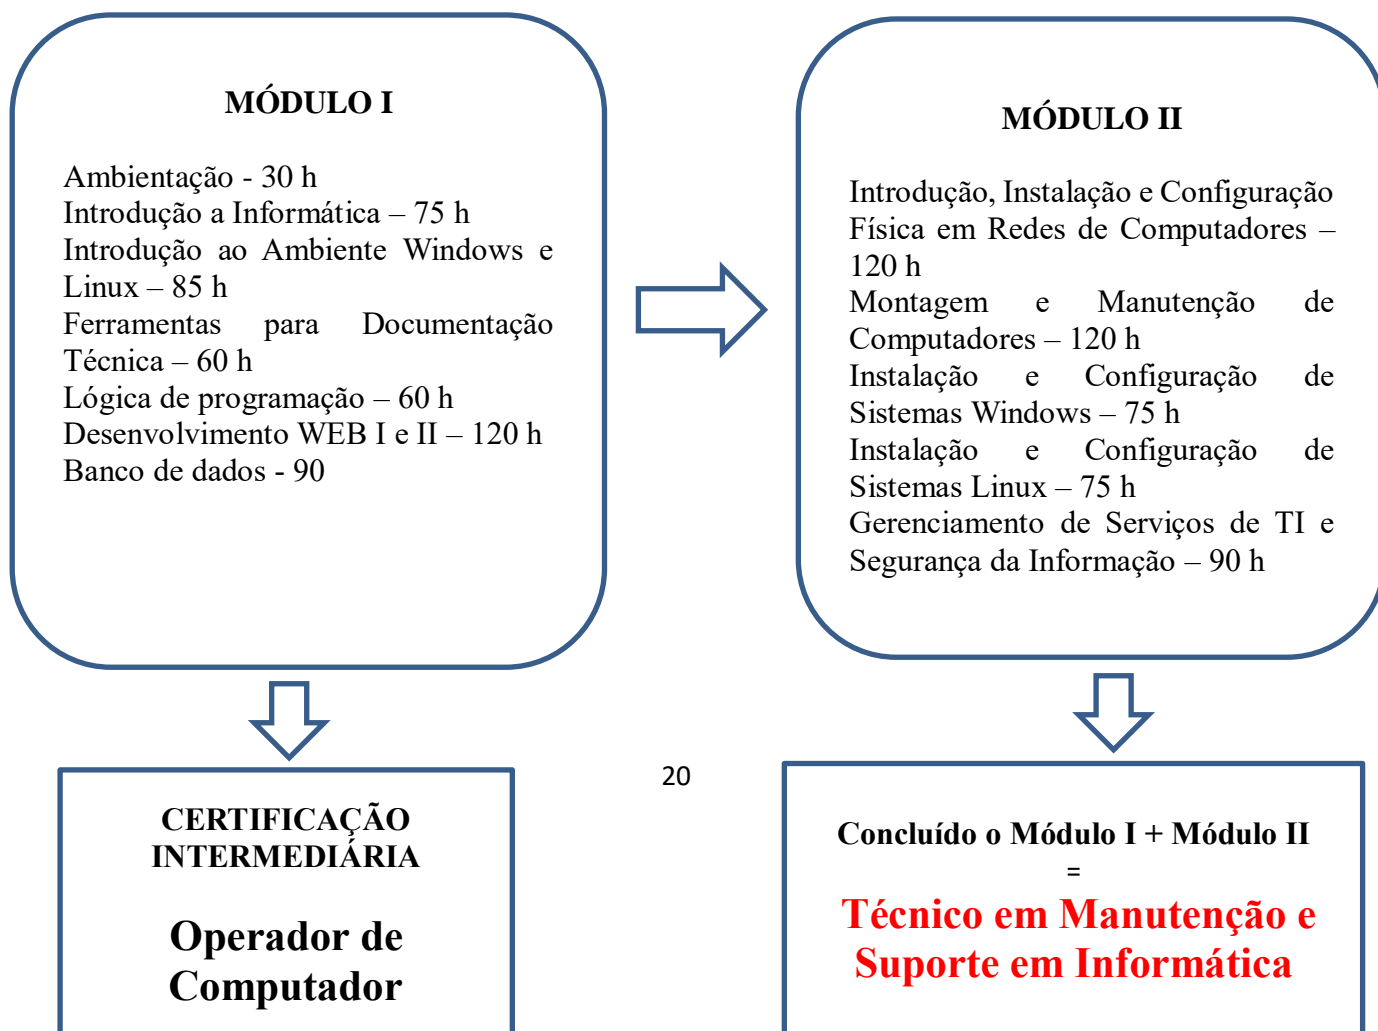 MÓDULO I
Ambientação - 30 h
Introdução a Informática – 75 h
Introdução ao Ambiente Windows e
Linux – 85 h
Ferramentas para Documentação
Técnica – 60 h
Lógica de programação – 60 h
Desenvolvimento WEB I e II – 120 h
Banco de dados - 90
MÓDULO II
Introdução, Instalação e Configuração
Física em Redes de Computadores –
120 h
Montagem e Manutenção de
Computadores – 120 h
Instalação e Configuração de
Sistemas Windows – 75 h
Instalação e Configuração de
Sistemas Linux – 75 h
Gerenciamento de Serviços de TI e
Segurança da Informação – 90 h
CERTIFICAÇÃO
INTERMEDIÁRIA
Operador de
Computador
20
Concluído o Módulo I + Módulo II
=
Técnico em Manutenção e
Suporte em Informática